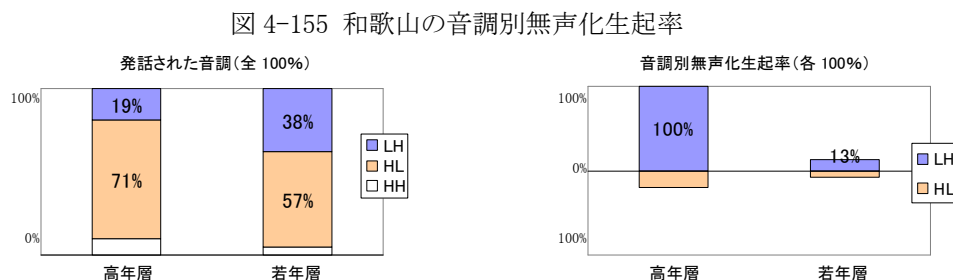 図 4-155 和歌山の音調別無声化生起率
発話された音調(全 100%)
100%
19%
38%
71%
57%
0%
高年層
若年層
LH
HL
HH
音調別無声化生起率(各 100%)
100%
100%
13%
0%
100%
高年層
若年層
LH
HL